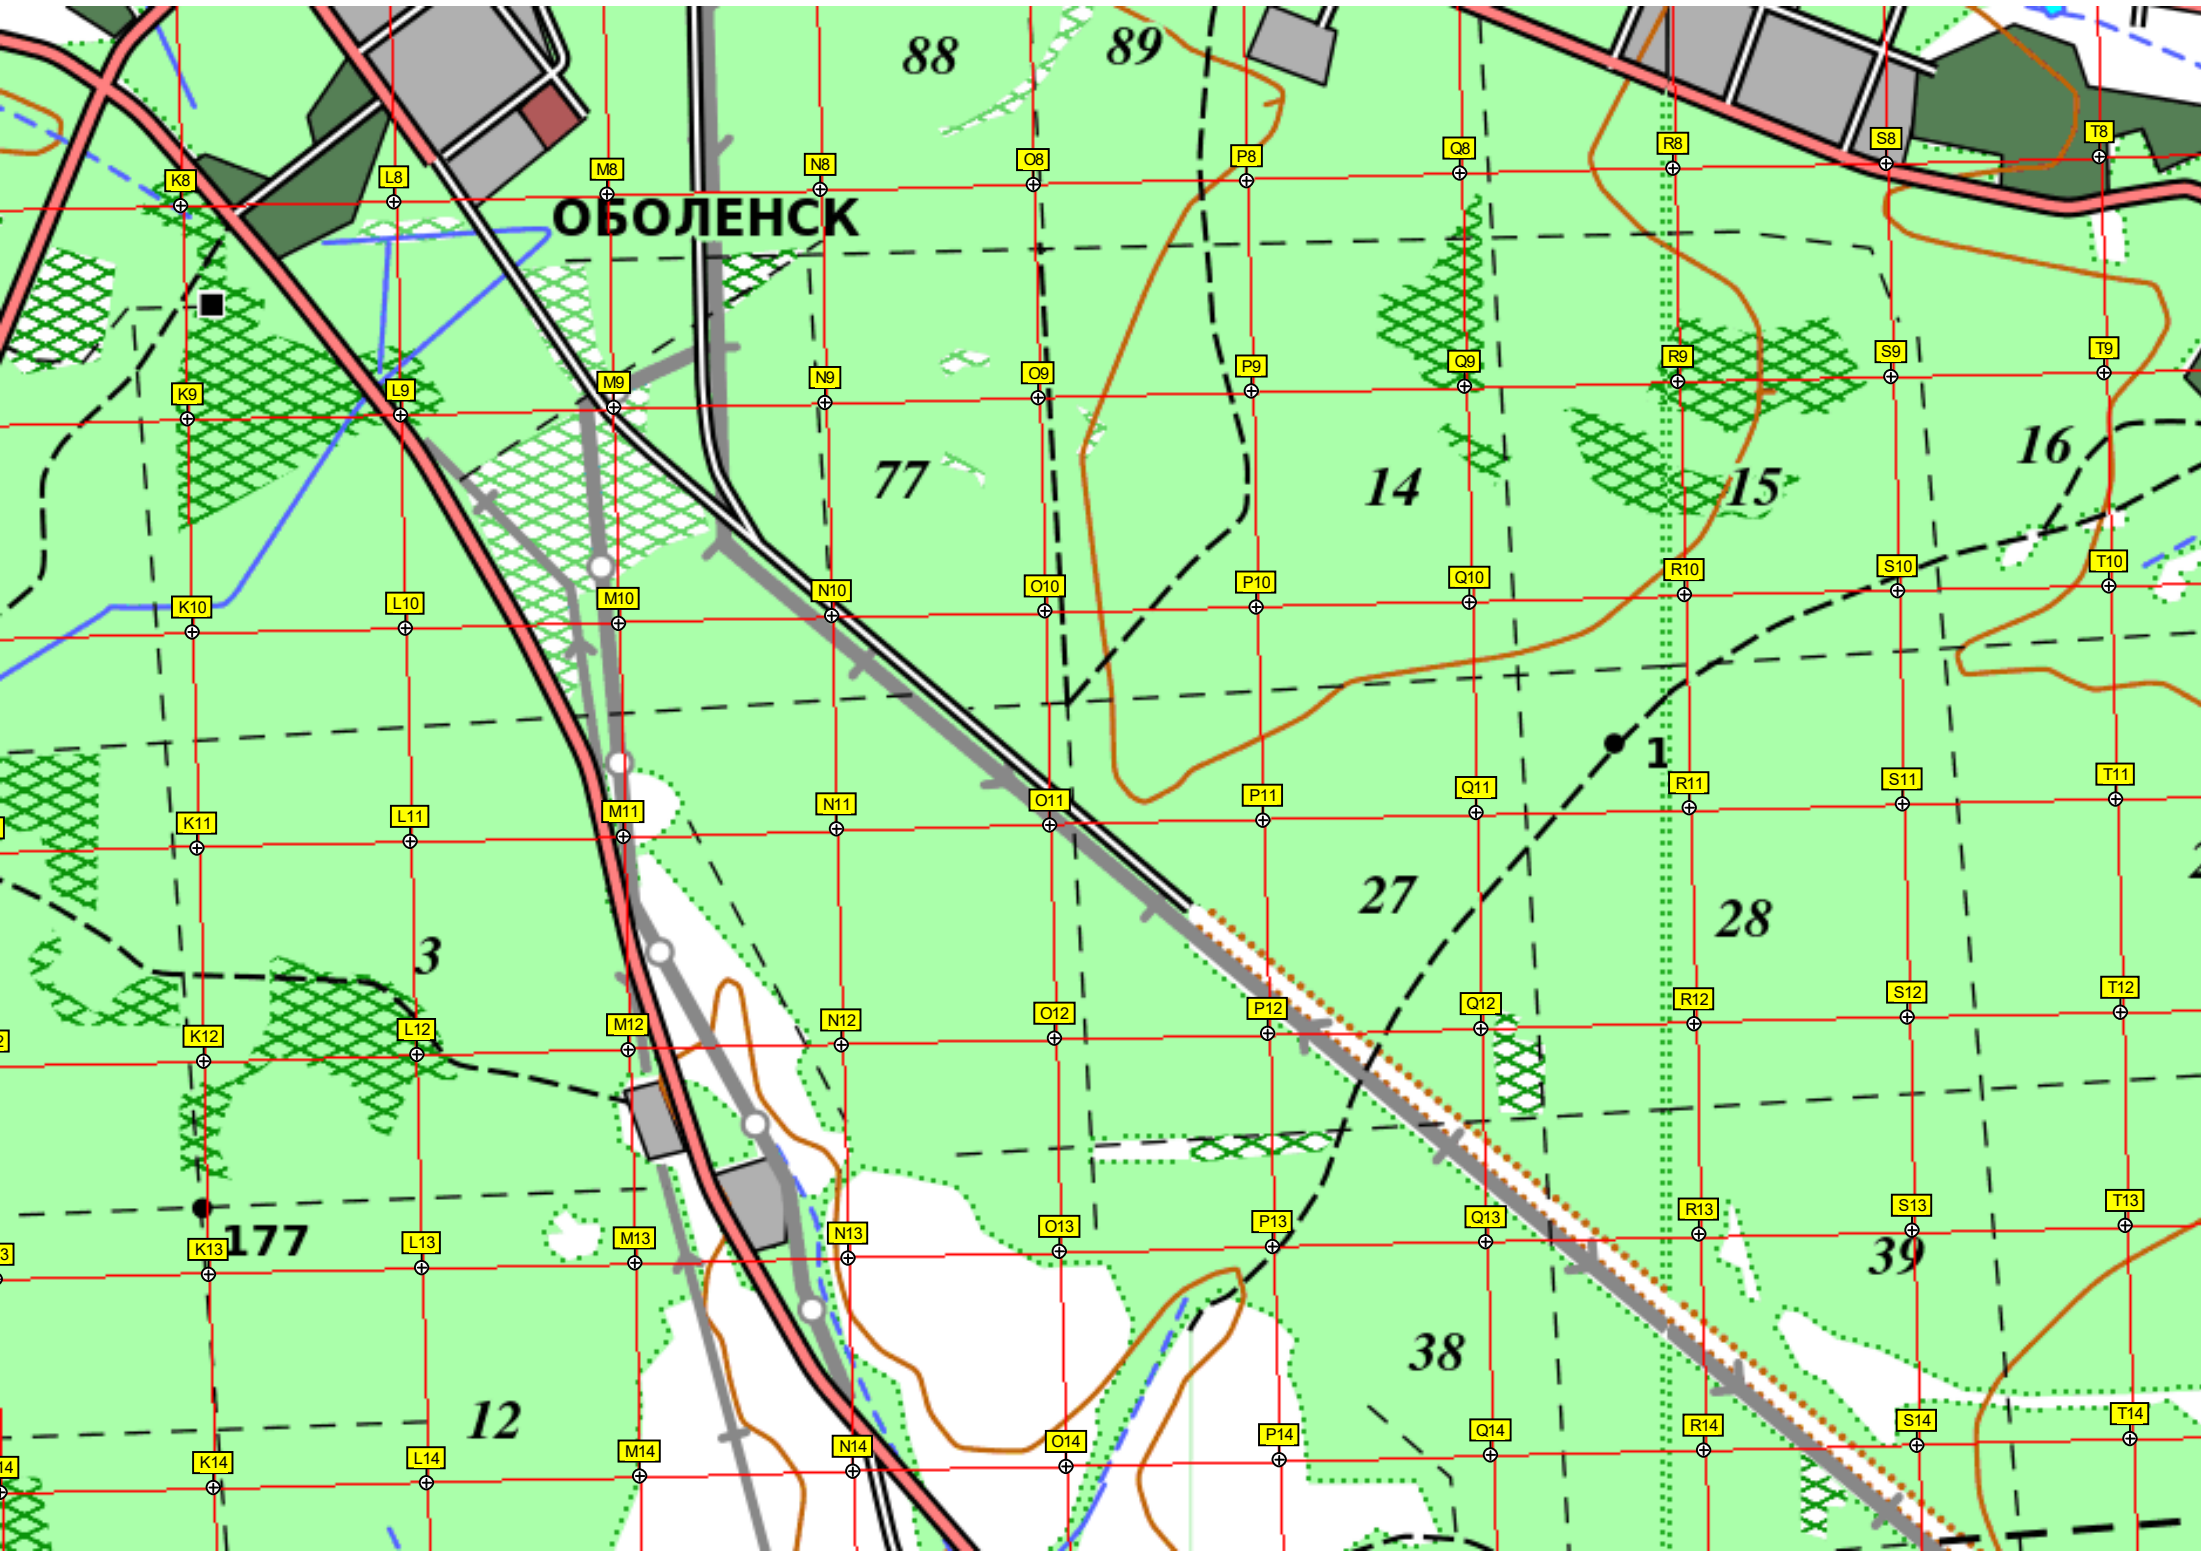 88 89
T8
K8 L8 M8 N8 O8 P8 Q8 R8 S8
ОБОЛЕНСК
K9 L9 M9 N9 O9 P9 Q9 R9 S9 T9
77 14 15 16
K10 L10 M10 N10 O10 P10 Q10 R10 S10 T10
1
K11 L11 M11 N11 O11 P11 Q11 R11 S11 T11
3 27 28
K12 L12 M12 N12 O12 P12 Q12 R12 S12 T12
177
K13 L13 M13 N13 O13 P13 Q13 R13 S13 T13
39
38
12
14 K14 L14 M14 N14 O14 P14 Q14 R14 S14 T14